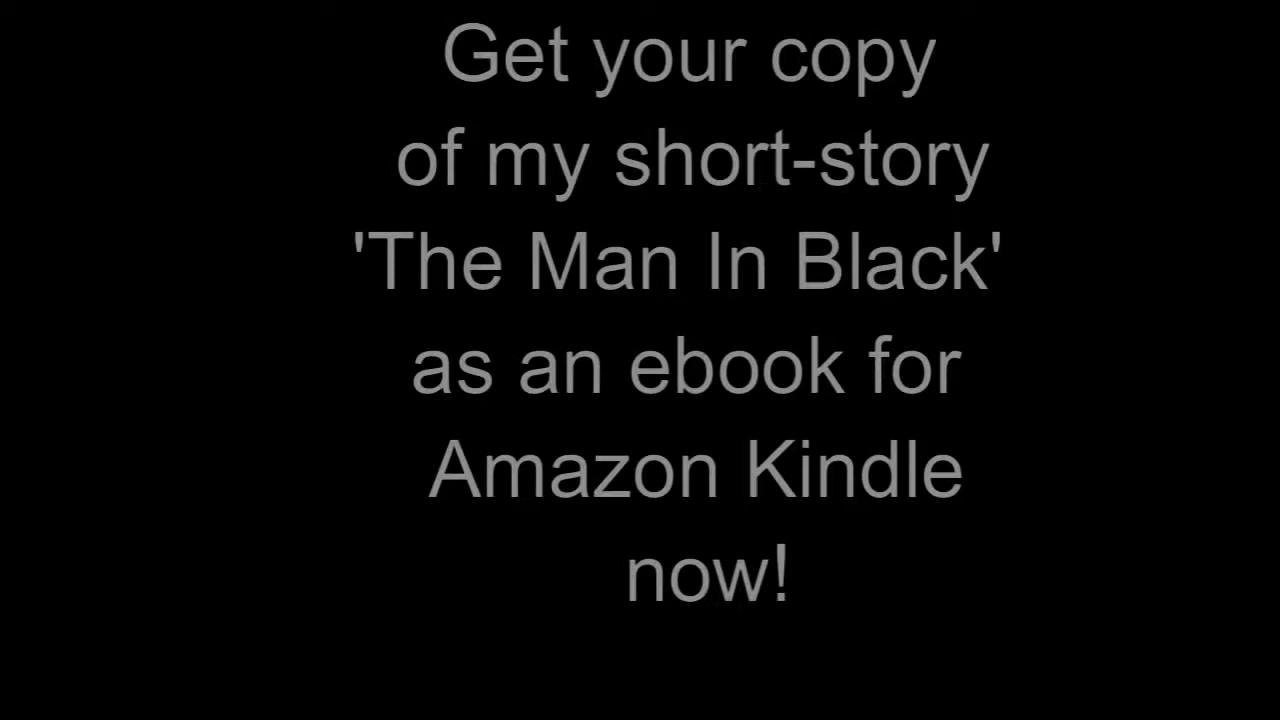 Get your copy
of my short-story
'The Man In Black'
as an ebook for
Amazon Kindle
now!